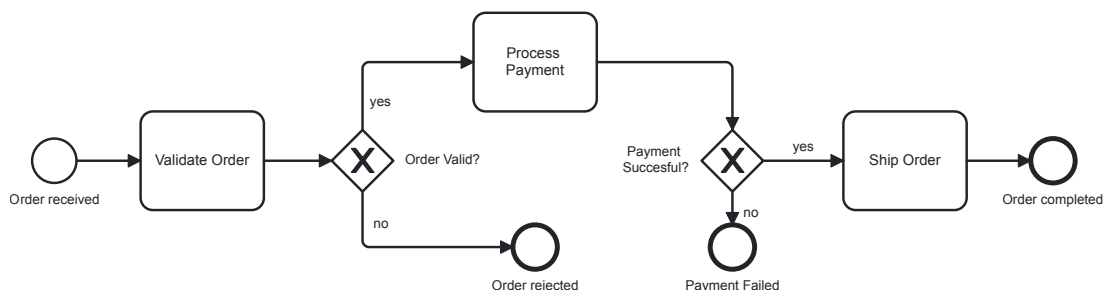 Process
Payment
yes
Validate Order
Order Valid?
Payment
Succesful?
yes
Ship Order
Order received
no
no
Order completed
Order rejected
Payment Failed